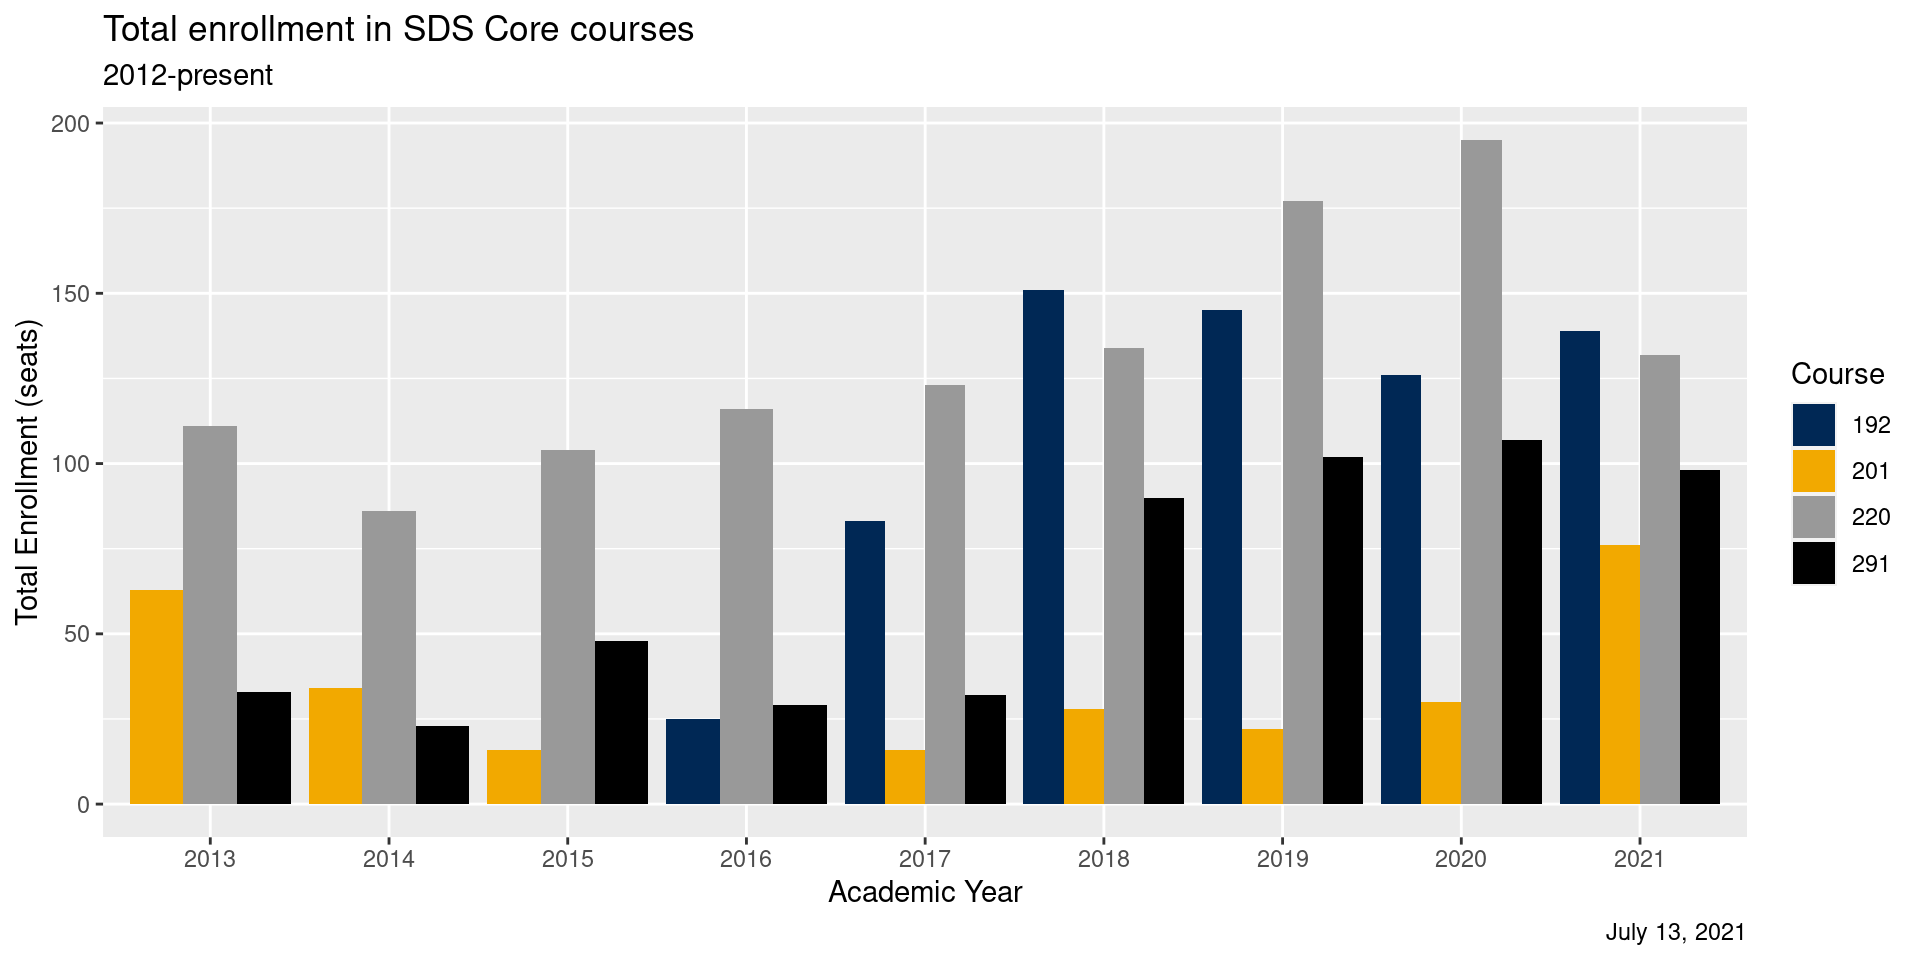 Total enrollment in SDS Core courses
2012-present
Total Enrollment (seats)
200
150
100
50
0
2013 2014 2015 2016 2017 2018 2019 2020 2021
Academic Year
Course
192
201
220
291
July 13, 2021